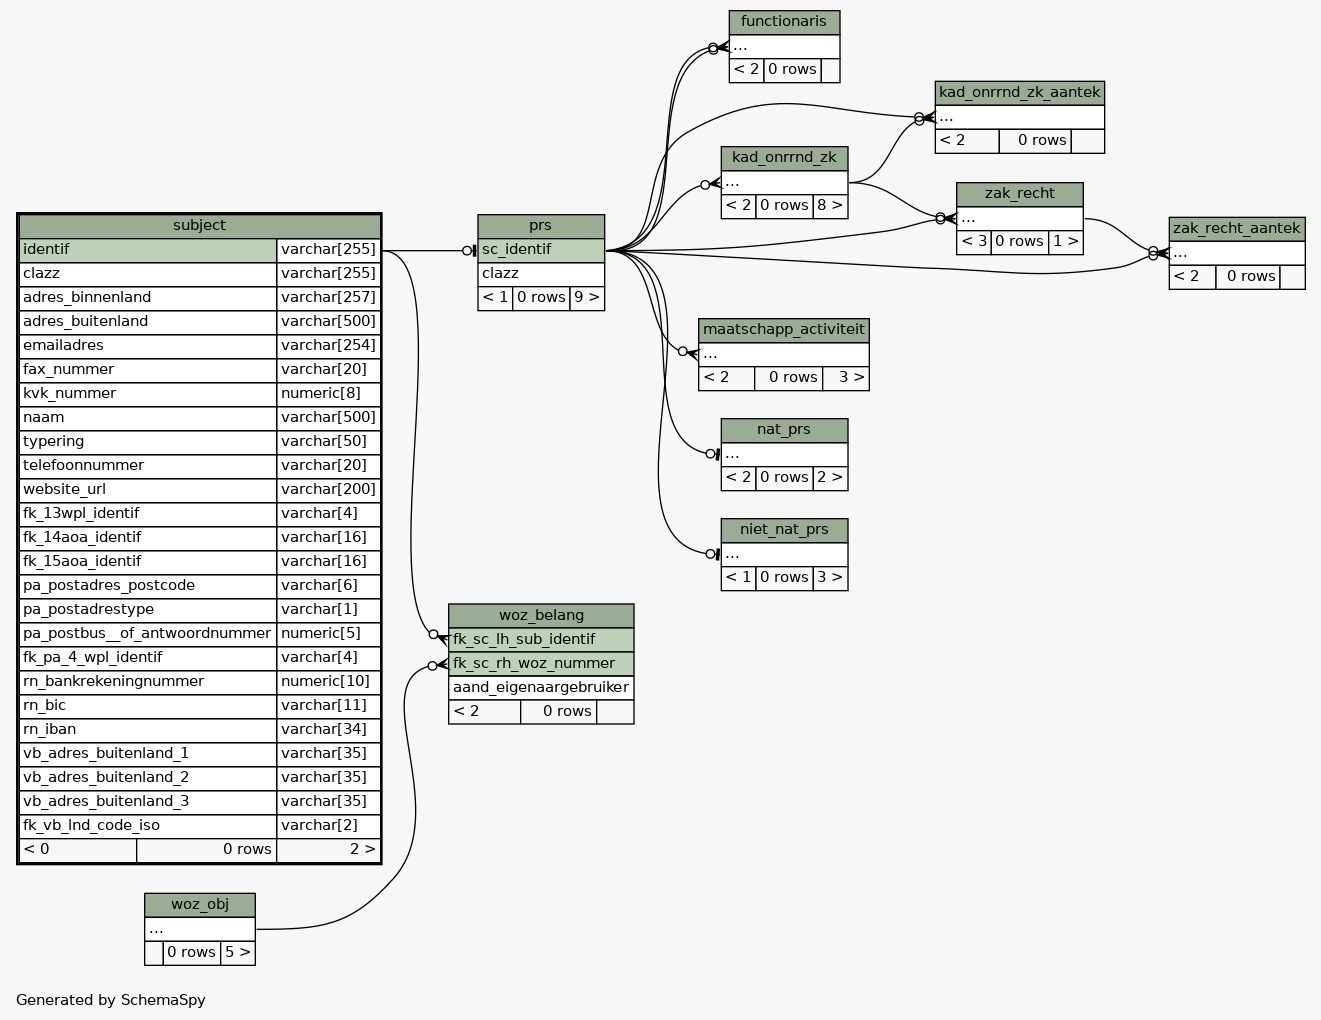 functionaris
...
< 2 0 rows
kad_onrrnd_zk_aantek
...
< 2 0 rows
kad_onrrnd_zk
...
< 2 0 rows 8 >
zak_recht
...
< 3 0 rows 1 >
zak_recht_aantek
...
< 2 0 rows
subject
identif varchar[255]
clazz varchar[255]
adres_binnenland varchar[257]
adres_buitenland varchar[500]
emailadres varchar[254]
fax_nummer varchar[20]
kvk_nummer numeric[8]
naam varchar[500]
typering varchar[50]
telefoonnummer varchar[20]
website_url varchar[200]
fk_13wpl_identif varchar[4]
fk_14aoa_identif varchar[16]
fk_15aoa_identif varchar[16]
pa_postadres_postcode varchar[6]
pa_postadrestype varchar[1]
pa_postbus__of_antwoordnummer numeric[5]
fk_pa_4_wpl_identif varchar[4]
rn_bankrekeningnummer numeric[10]
rn_bic varchar[11]
rn_iban varchar[34]
vb_adres_buitenland_1 varchar[35]
vb_adres_buitenland_2 varchar[35]
vb_adres_buitenland_3 varchar[35]
fk_vb_lnd_code_iso varchar[2]
< 0 0 rows 2 >
prs
sc_identif
clazz
< 1 0 rows 9 >
maatschapp_activiteit
...
< 2 0 rows 3 >
nat_prs
...
< 2 0 rows 2 >
niet_nat_prs
...
< 1 0 rows 3 >
woz_belang
fk_sc_lh_sub_identif
fk_sc_rh_woz_nummer
aand_eigenaargebruiker
< 2 0 rows
woz_obj
...
0 rows 5 >
Generated by SchemaSpy